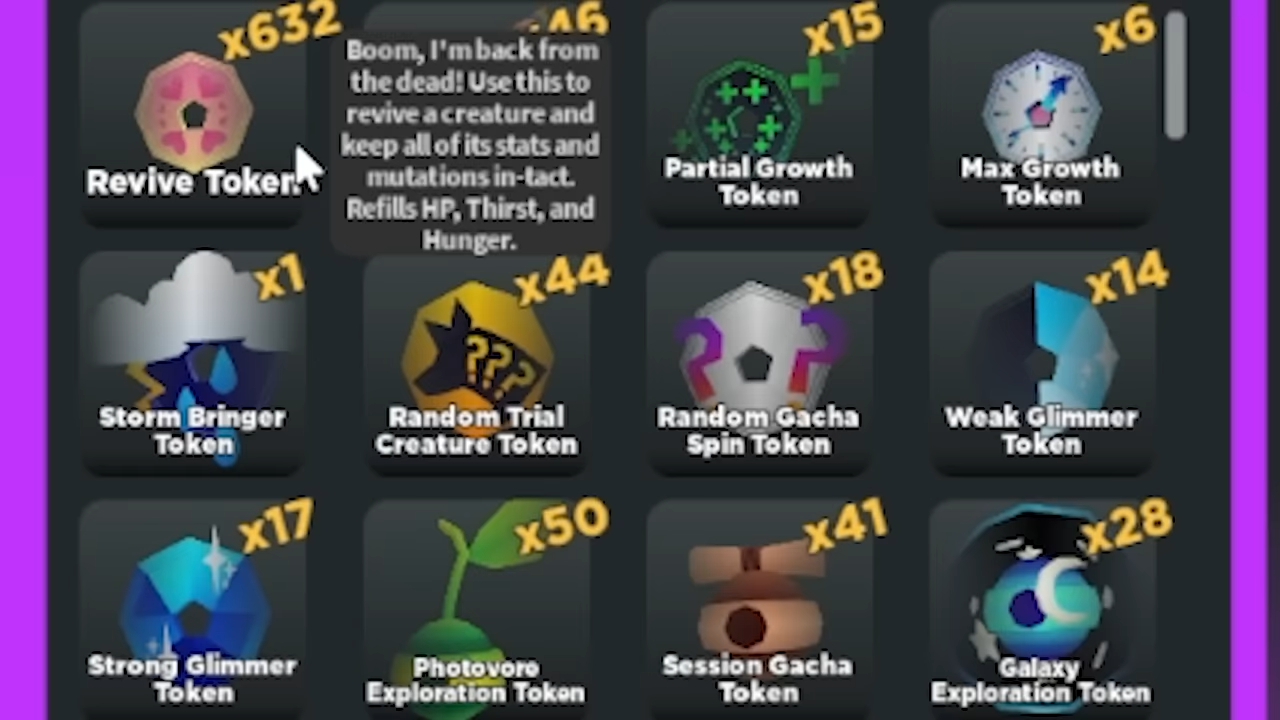 x632
x46
x15
x6
Boom, I'm back from
the dead! Use this to
revive a creature and
keep all of its stats and
mutations in-tact.
Refills HP, Thirst, and
Hunger.
Revive Token
Partial Growth
Token
Max Growth
Token
x1
x44
x18
x14
???
Storm Bringer
Token
Random Trial
Creature Token
? ?
Random Gacha
Spin Token
Weak Glimmer
Token
x17
x50
x41
x28
Strong Glimmer
Token
Photovore
Exploration Token
Session Gacha
Token
Galaxy
Exploration Token